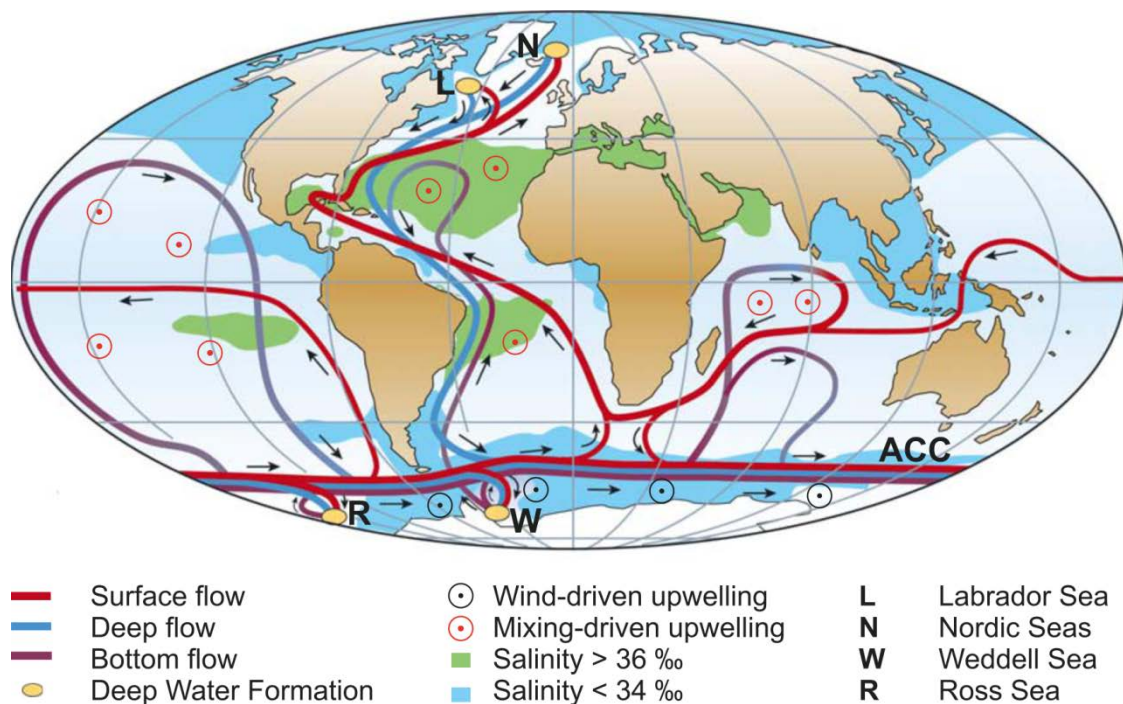 N
L
ACC
R
W
Surface flow
Deep flow
Bottom flow
Deep Water Formation
Wind-driven upwelling
Mixing-driven upwelling
Salinity > 36 ‰
Salinity < 34 ‰
L Labrador Sea
N Nordic Seas
W Weddell Sea
R Ross Sea